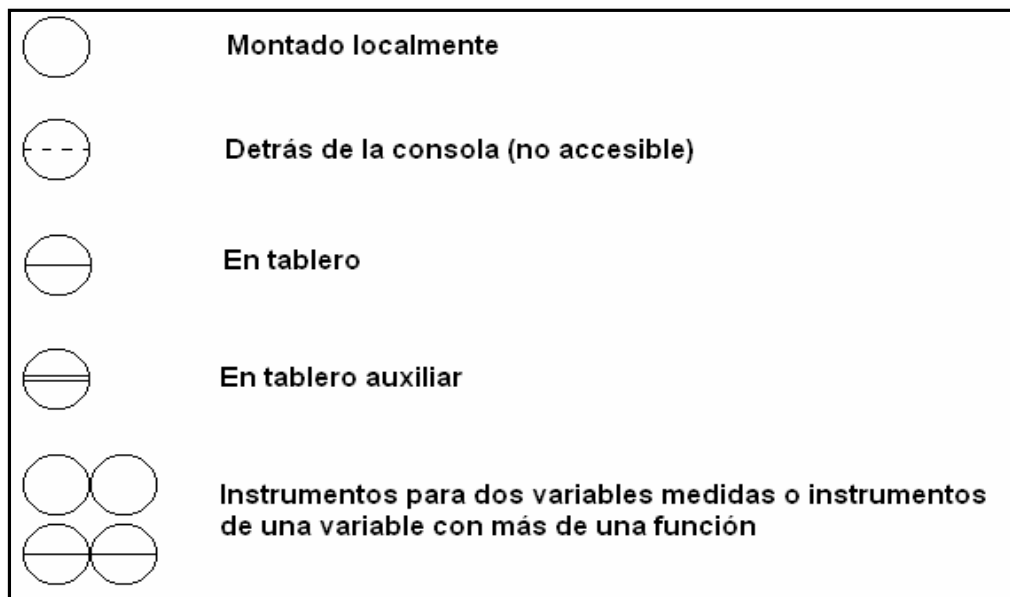 Montado localmente
Detrás de la consola (no accesible)
En tablero
En tablero auxiliar
Instrumentos para dos variables medidas o instrumentos
de una variable con más de una función